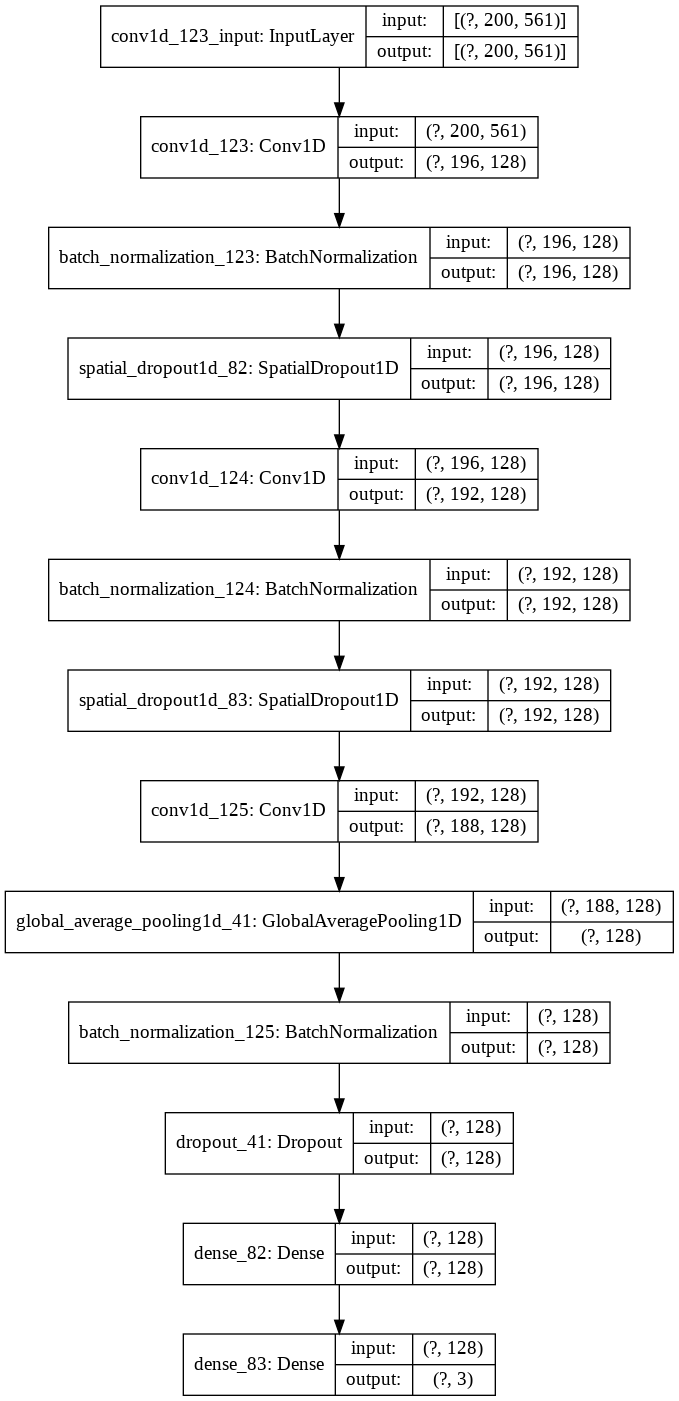 conv1d_123_input: InputLayer
input: [(?, 200, 561)]
output: [(?, 200, 561)]
conv1d_123: Conv1D
input: (?, 200, 561)
output: (?, 196, 128)
batch_normalization_123: BatchNormalization
input: (?, 196, 128)
output: (?, 196, 128)
spatial_dropout1d_82: SpatialDropout1D
input: (?, 196, 128)
output: (?, 196, 128)
conv1d_124: Conv1D
input: (?, 196, 128)
output: (?, 192, 128)
batch_normalization_124: BatchNormalization
input: (?, 192, 128)
output: (?, 192, 128)
spatial_dropout1d_83: SpatialDropout1D
input: (?, 192, 128)
output: (?, 192, 128)
conv1d_125: Conv1D
input: (?, 192, 128)
output: (?, 188, 128)
global_average_pooling1d_41: GlobalAveragePooling1D
input: (?, 188, 128)
output: (?, 128)
batch_normalization_125: BatchNormalization
input: (?, 128)
output: (?, 128)
dropout_41: Dropout
input: (?, 128)
output: (?, 128)
dense_82: Dense
input: (?, 128)
output: (?, 128)
dense_83: Dense
input: (?, 128)
output: (?, 3)